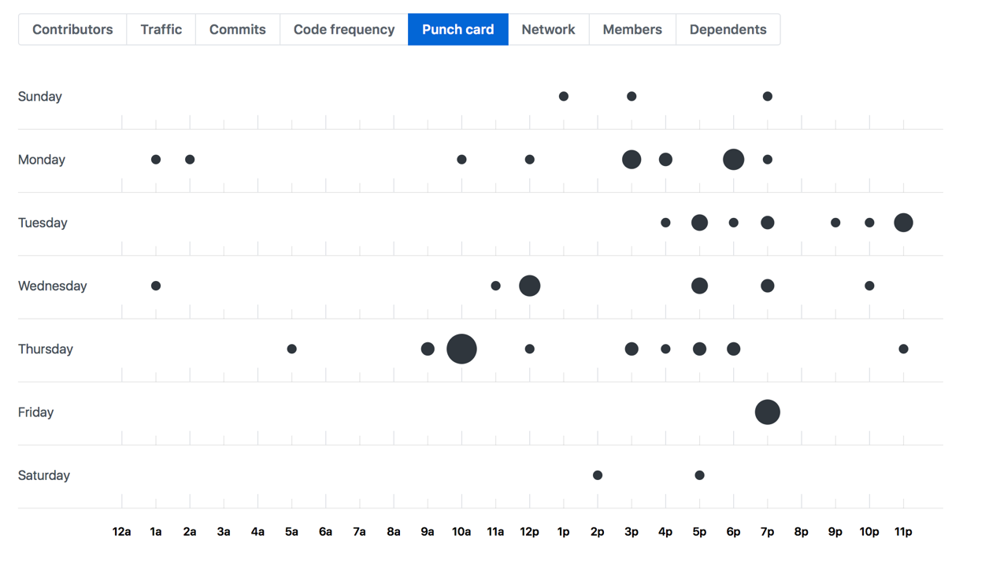 Contributors Traffic Commits Code frequency Punch card Network Members Dependents
Sunday
Monday
Tuesday
Wednesday
Thursday
Friday
Saturday
12a 1a 2a 3a 4a 5a 6a 7a 8a 9a 10a 11a 12p 1p 2p 3p 4p 5p 6p 7p 8p 9p 10p 11p